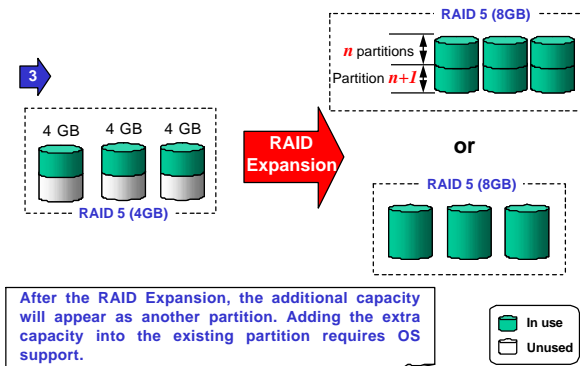 RAID 5 (8GB)
n partitions
Partition n+1
3
4 GB 4 GB 4 GB
RAID
Expansion
or
RAID 5 (4GB)
RAID 5 (8GB)
After the RAID Expansion, the additional capacity
will appear as another partition. Adding the extra
capacity into the existing partition requires OS
support.
In use
Unused